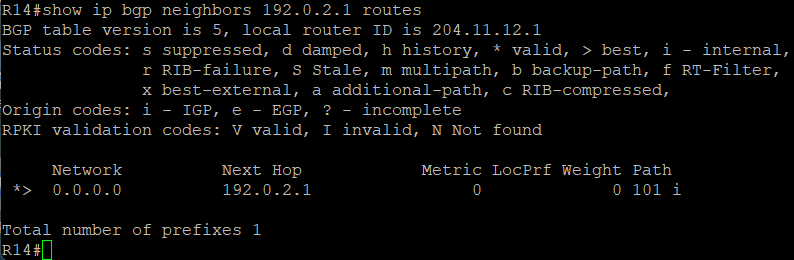 R14#show ip bgp neighbors 192.0.2.1 routes
BGP table version is 5, local router ID is 204.11.12.1
Status codes: s suppressed, d damped, h history, * valid, > best, i - internal,
              r RIB-failure, S Stale, m multipath, b backup-path, f RT-Filter,
              x best-external, a additional-path, c RIB-compressed,
Origin codes: i - IGP, e - EGP, ? - incomplete
RPKI validation codes: V valid, I invalid, N Not found

     Network          Next Hop            Metric LocPrf Weight Path
 *>  0.0.0.0          192.0.2.1                0             0 101 i

Total number of prefixes 1
R14#